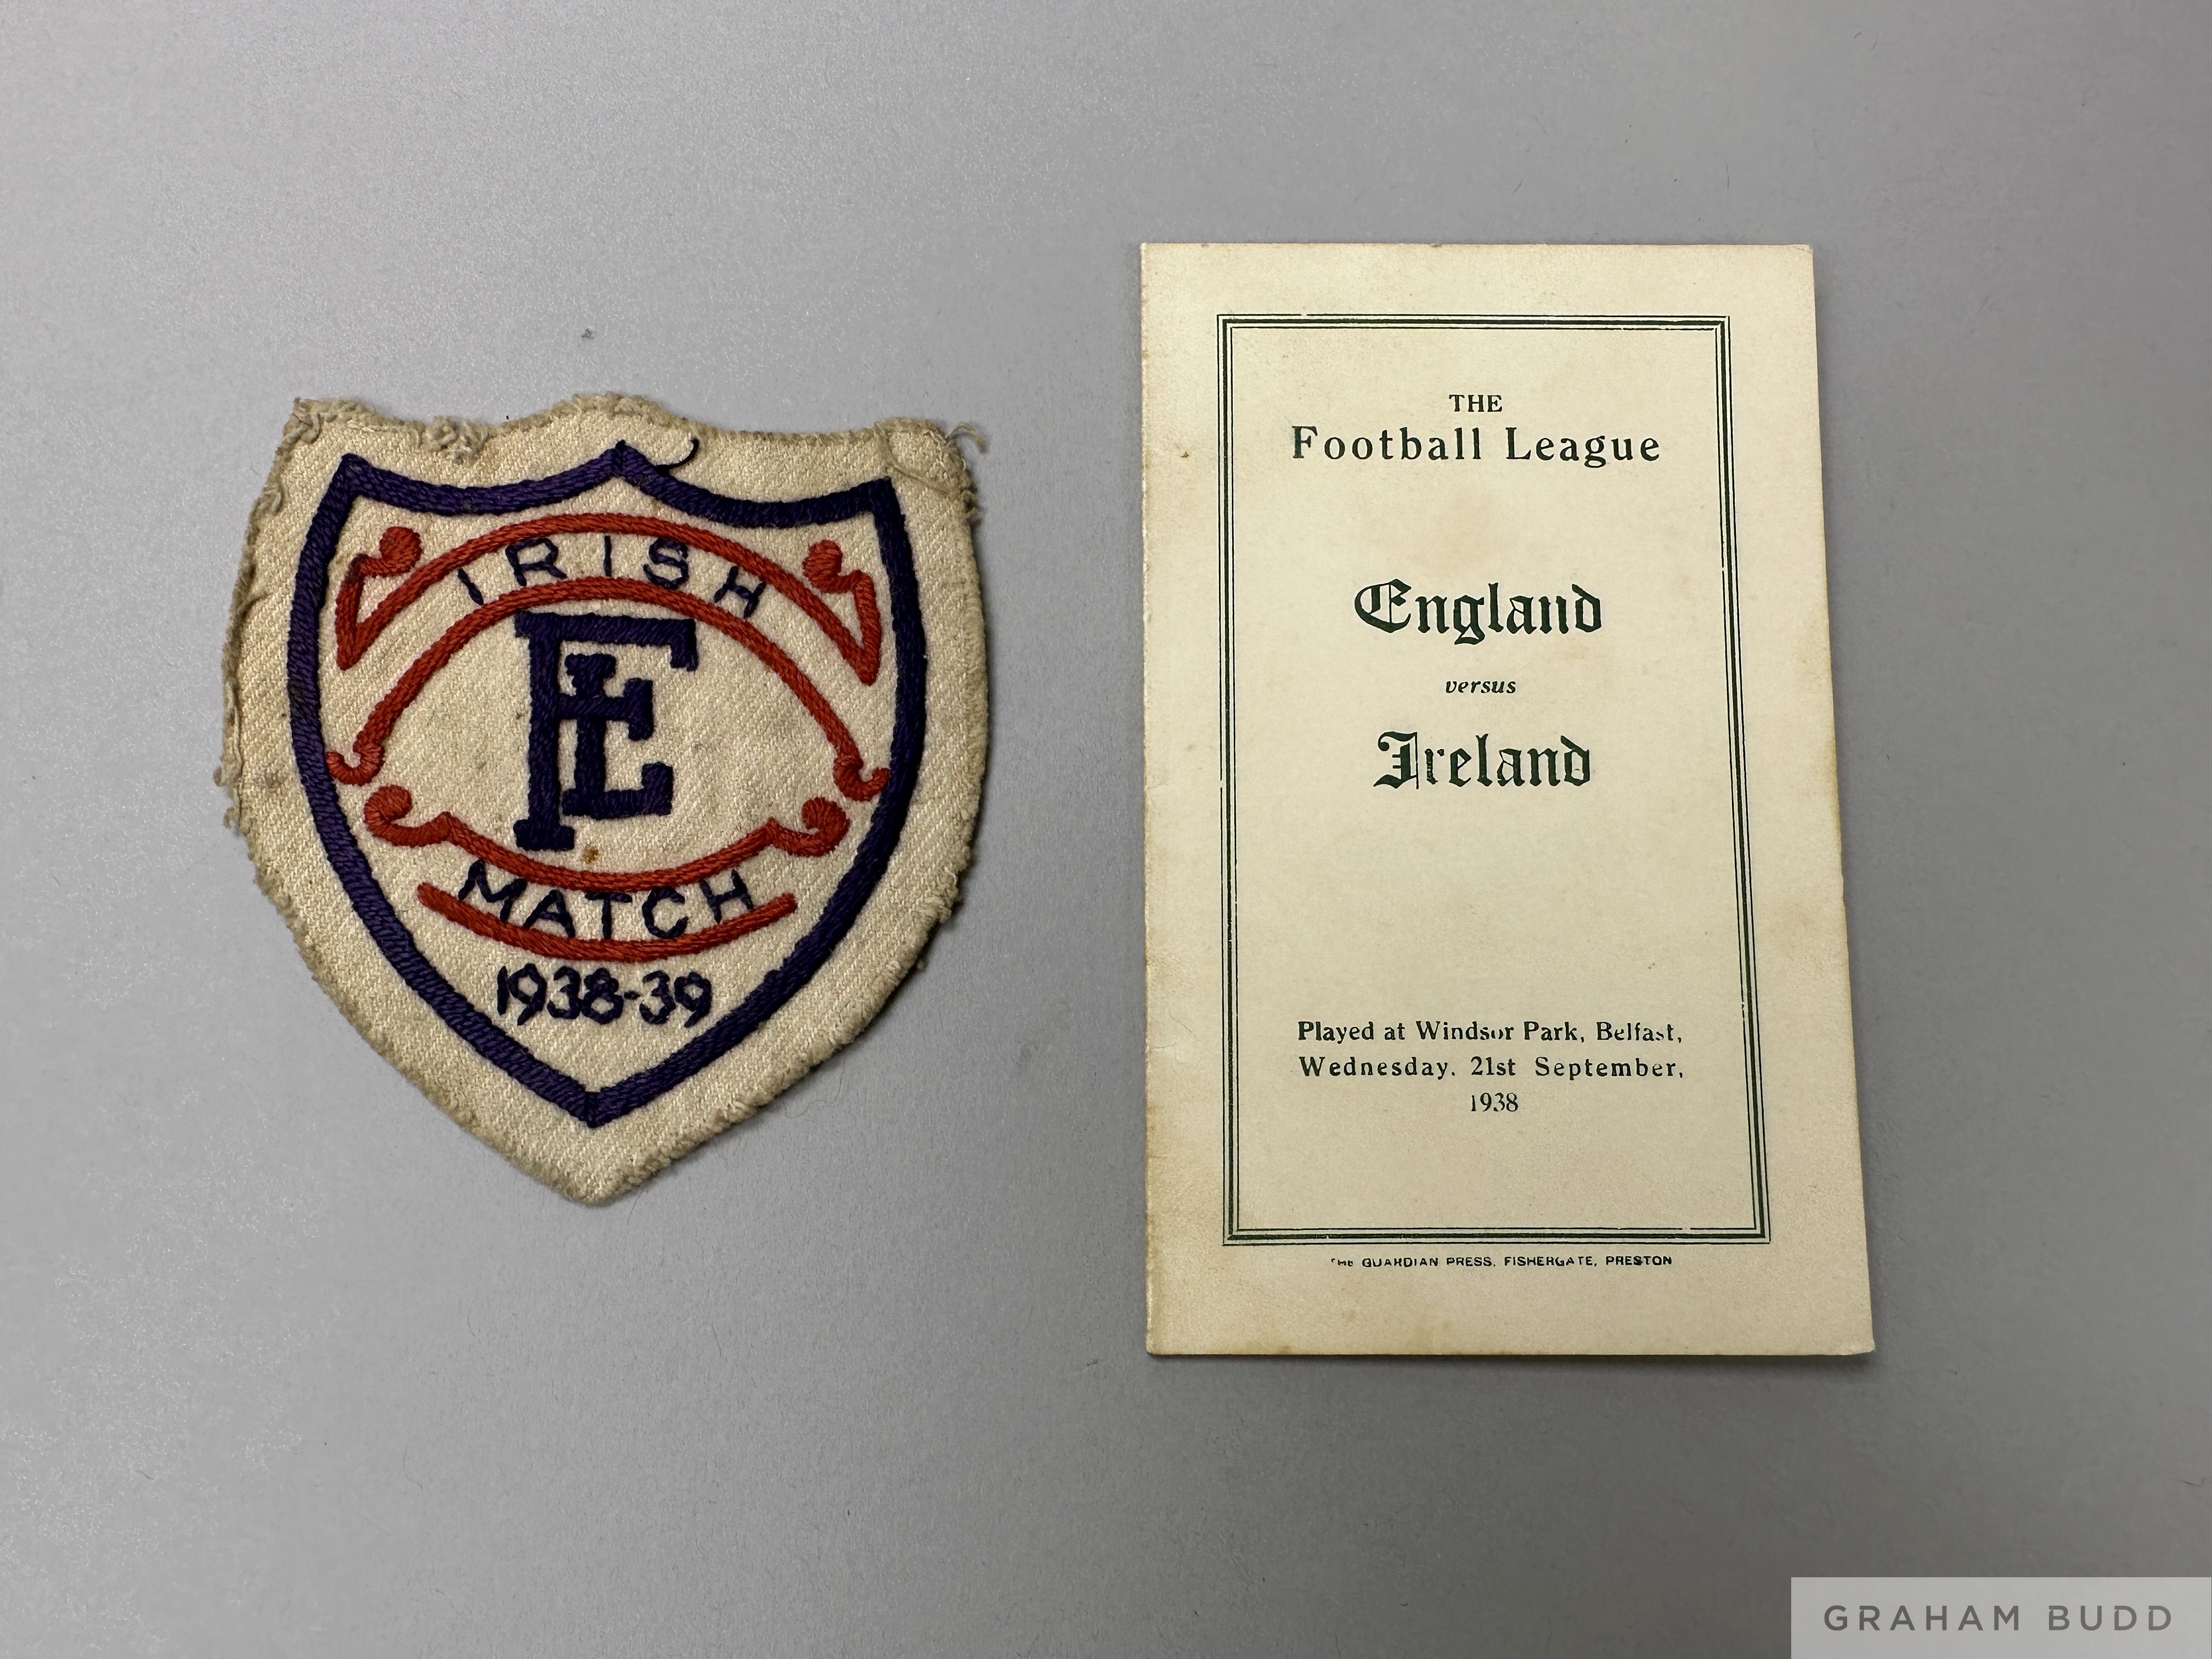 IRISH
FL
MATCH
1938-39
THE
Football League
England
versus
Ireland
Played at Windsor Park, Belfast,
Wednesday. 21st September,
1938
THE GUARDIAN PRESS, FISHERGATE, PRESTON
GRAHAM BUDD